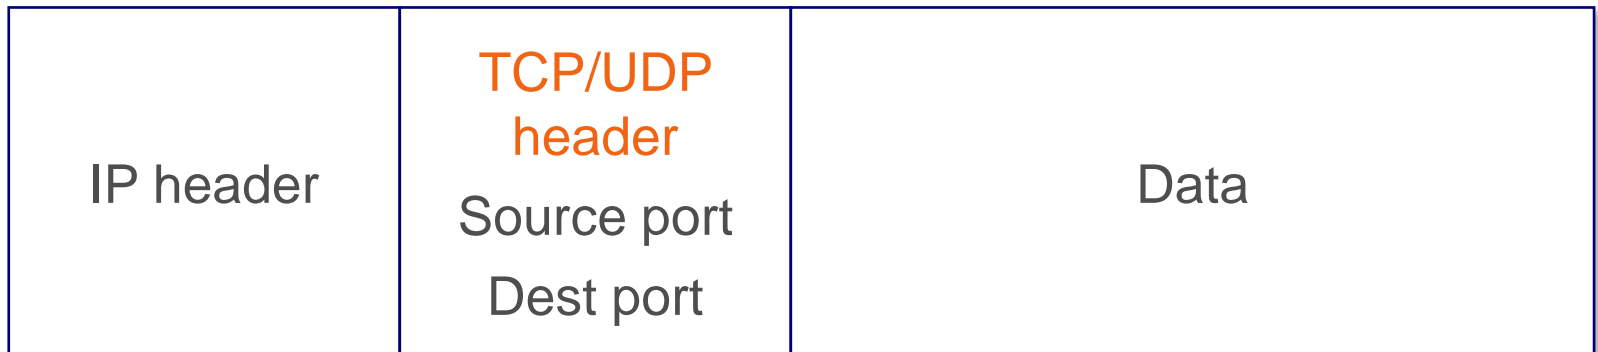 IP header
TCP/UDP
header
Source port
Dest port
Data